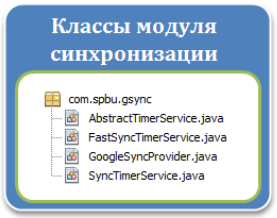 Классы модуля
синхронизации
com.spbu.gsync
AbstractTimerService.java
FastSyncTimerService.java
GoogleSyncProvider.java
SyncTimerService.java